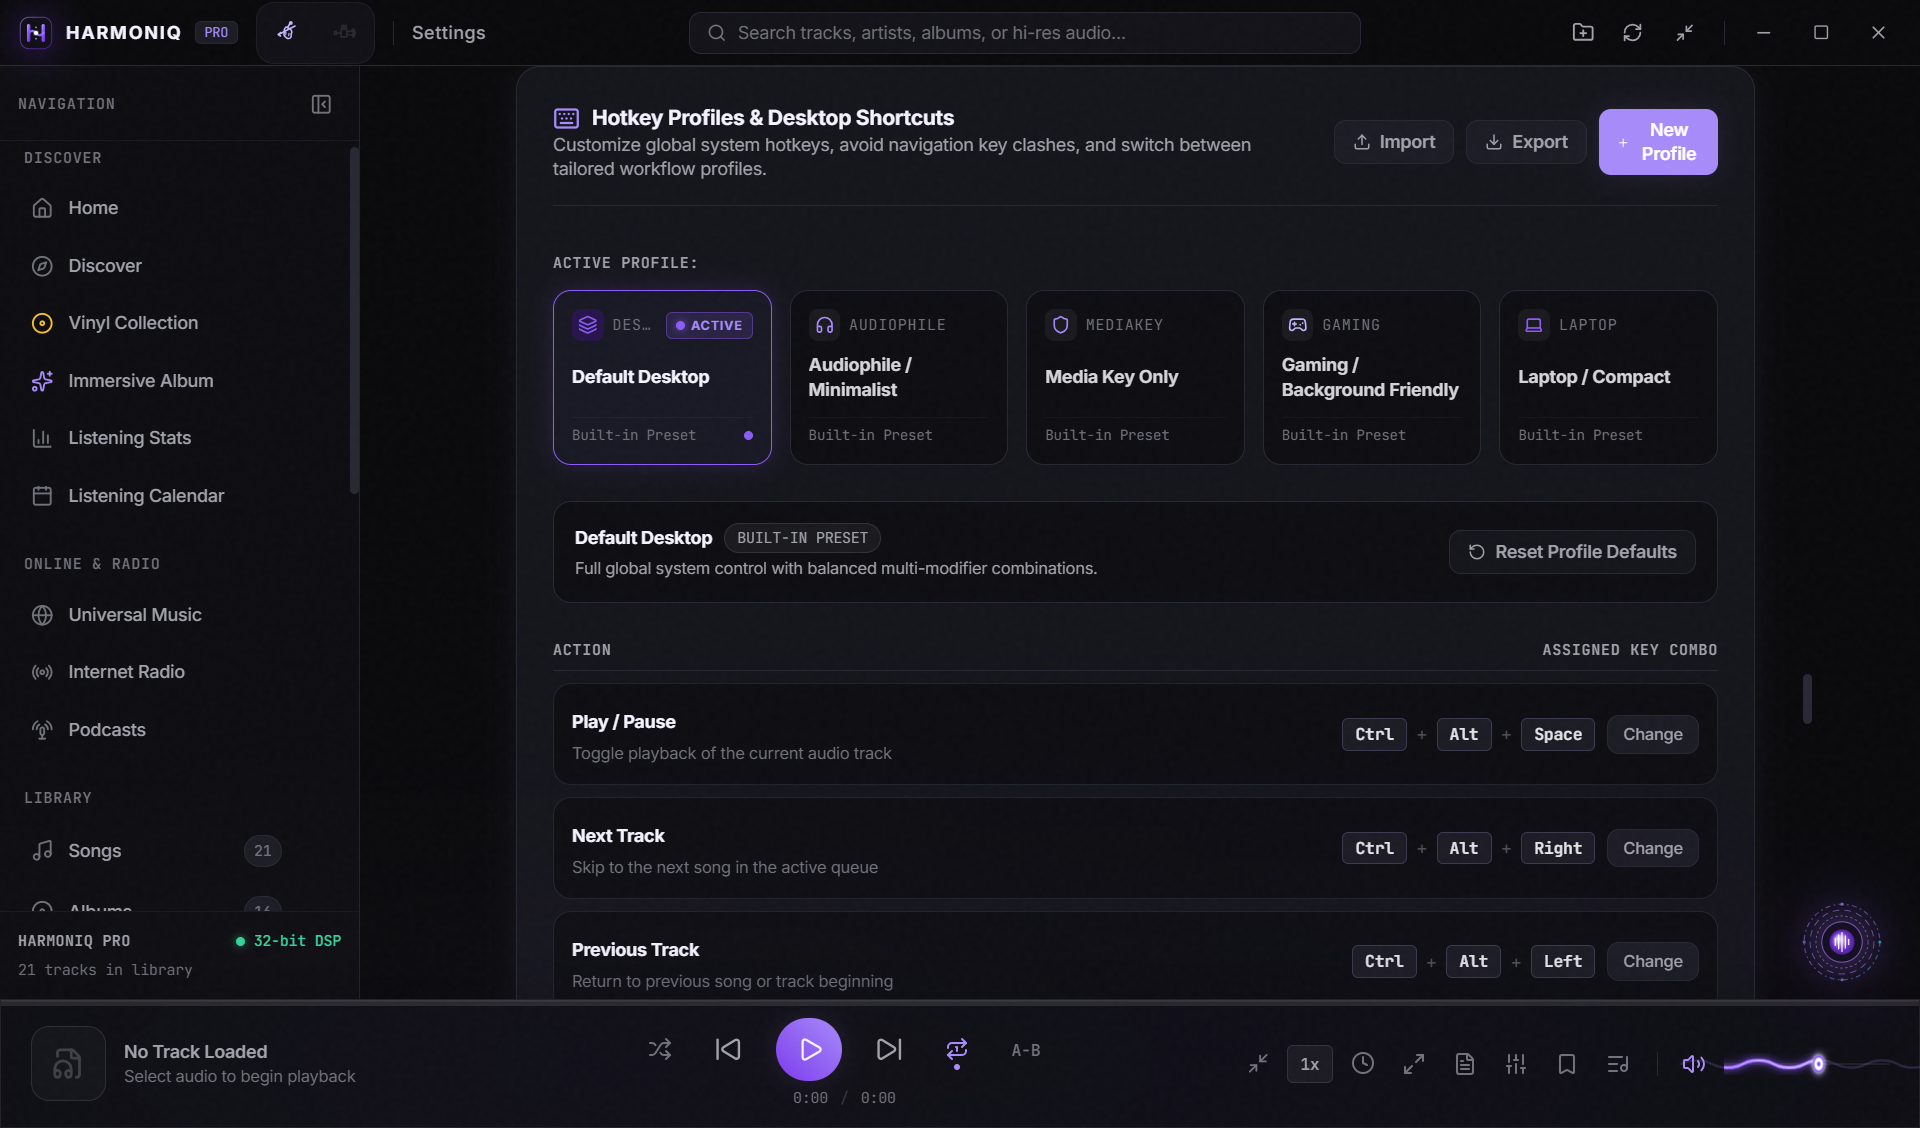 HARMONIQ PRO
Settings
Search tracks, artists, albums, or hi-res audio...
NAVIGATION
DISCOVER
Home
Discover
Vinyl Collection
Immersive Album
Listening Stats
Listening Calendar
ONLINE & RADIO
Universal Music
Internet Radio
Podcasts
LIBRARY
Songs 21
Albums 16
HARMONIQ PRO 32-bit DSP
21 tracks in library
Hotkey Profiles & Desktop Shortcuts
Customize global system hotkeys, avoid navigation key clashes, and switch between
tailored workflow profiles.
Import
Export
+ New
Profile
ACTIVE PROFILE:
DES… ACTIVE
Default Desktop
Built-in Preset
AUDIOPHILE
Audiophile /
Minimalist
Built-in Preset
MEDIAKEY
Media Key Only
Built-in Preset
GAMING
Gaming /
Background Friendly
Built-in Preset
LAPTOP
Laptop / Compact
Built-in Preset
Default Desktop BUILT-IN PRESET
Full global system control with balanced multi-modifier combinations.
Reset Profile Defaults
ACTION ASSIGNED KEY COMBO
Play / Pause
Toggle playback of the current audio track
Ctrl + Alt + Space Change
Next Track
Skip to the next song in the active queue
Ctrl + Alt + Right Change
Previous Track
Return to previous song or track beginning
Ctrl + Alt + Left Change
No Track Loaded
Select audio to begin playback
A-B
0:00 / 0:00
1x